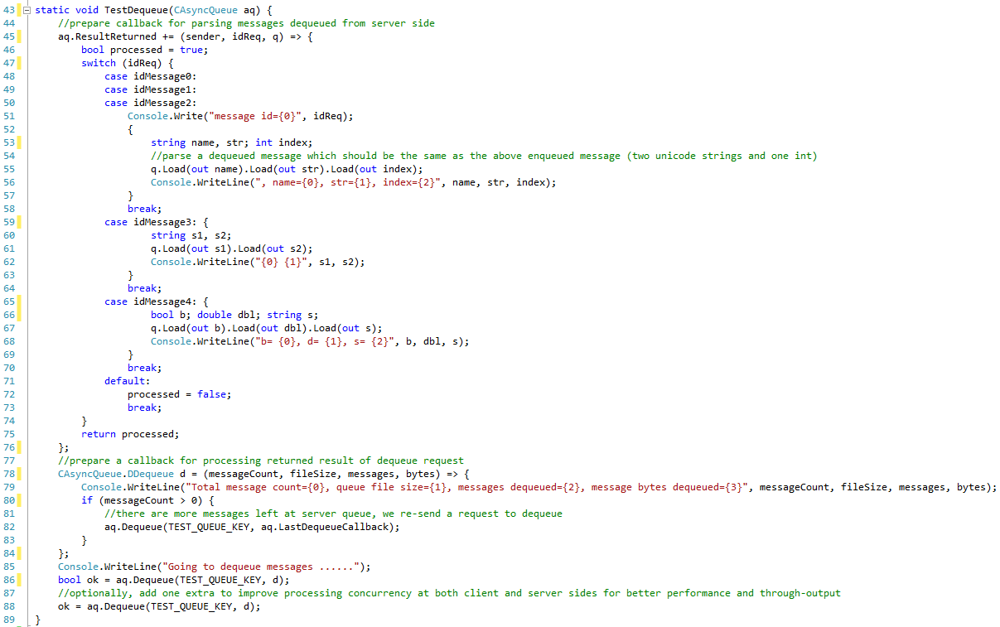 43 static void TestDequeue(CAsyncQueue aq) {
44     //prepare callback for parsing messages dequeued from server side
45     aq.ResultReturned += (sender, idReq, q) => {
46         bool processed = true;
47         switch (idReq) {
48             case idMessage0:
49             case idMessage1:
50             case idMessage2:
51                 Console.Write("message id={0}", idReq);
52                 {
53                     string name, str; int index;
54                     //parse a dequeued message which should be the same as the above enqueued message (two unicode strings and one int)
55                     q.Load(out name).Load(out str).Load(out index);
56                     Console.WriteLine(", name={0}, str={1}, index={2}", name, str, index);
57                 }
58                 break;
59             case idMessage3: {
60                     string s1, s2;
61                     q.Load(out s1).Load(out s2);
62                     Console.WriteLine("{0} {1}", s1, s2);
63                 }
64                 break;
65             case idMessage4: {
66                     bool b; double dbl; string s;
67                     q.Load(out b).Load(out dbl).Load(out s);
68                     Console.WriteLine("b= {0}, d= {1}, s= {2}", b, dbl, s);
69                 }
70                 break;
71             default:
72                 processed = false;
73                 break;
74         }
75         return processed;
76     };
77     //prepare a callback for processing returned result of dequeue request
78     CAsyncQueue.DDequeue d = (messageCount, fileSize, messages, bytes) => {
79         Console.WriteLine("Total message count={0}, queue file size={1}, messages dequeued={2}, message bytes dequeued={3}", messageCount, fileSize, messages, bytes);
80         if (messageCount > 0) {
81             //there are more messages left at server queue, we re-send a request to dequeue
82             aq.Dequeue(TEST_QUEUE_KEY, aq.LastDequeueCallback);
83         }
84     };
85     Console.WriteLine("Going to dequeue messages ......");
86     bool ok = aq.Dequeue(TEST_QUEUE_KEY, d);
87     //optionally, add one extra to improve processing concurrency at both client and server sides for better performance and through-output
88     ok = aq.Dequeue(TEST_QUEUE_KEY, d);
89 }